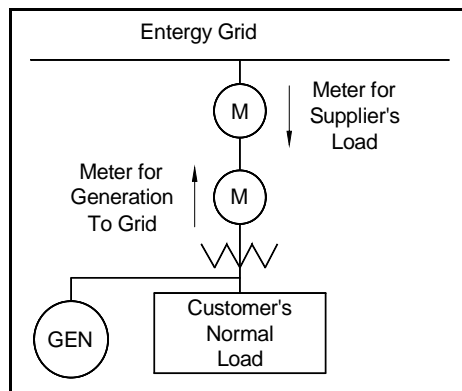 Entergy Grid
M
Meter for
Supplier's
Load
Meter for
Generation
To Grid
M
GEN
Customer's
Normal
Load